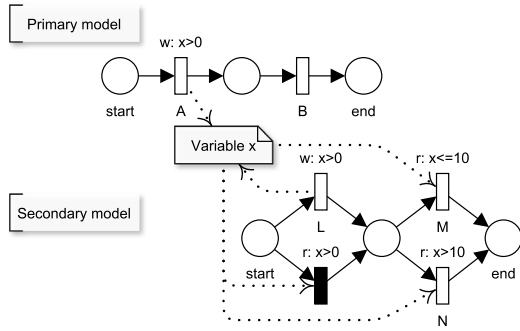 Primary model
w: x>0
start
A
B
end
Variable x
w: x>0
r: x<=10
Secondary model
L
M
start
r: x>0
r: x>10
end
N